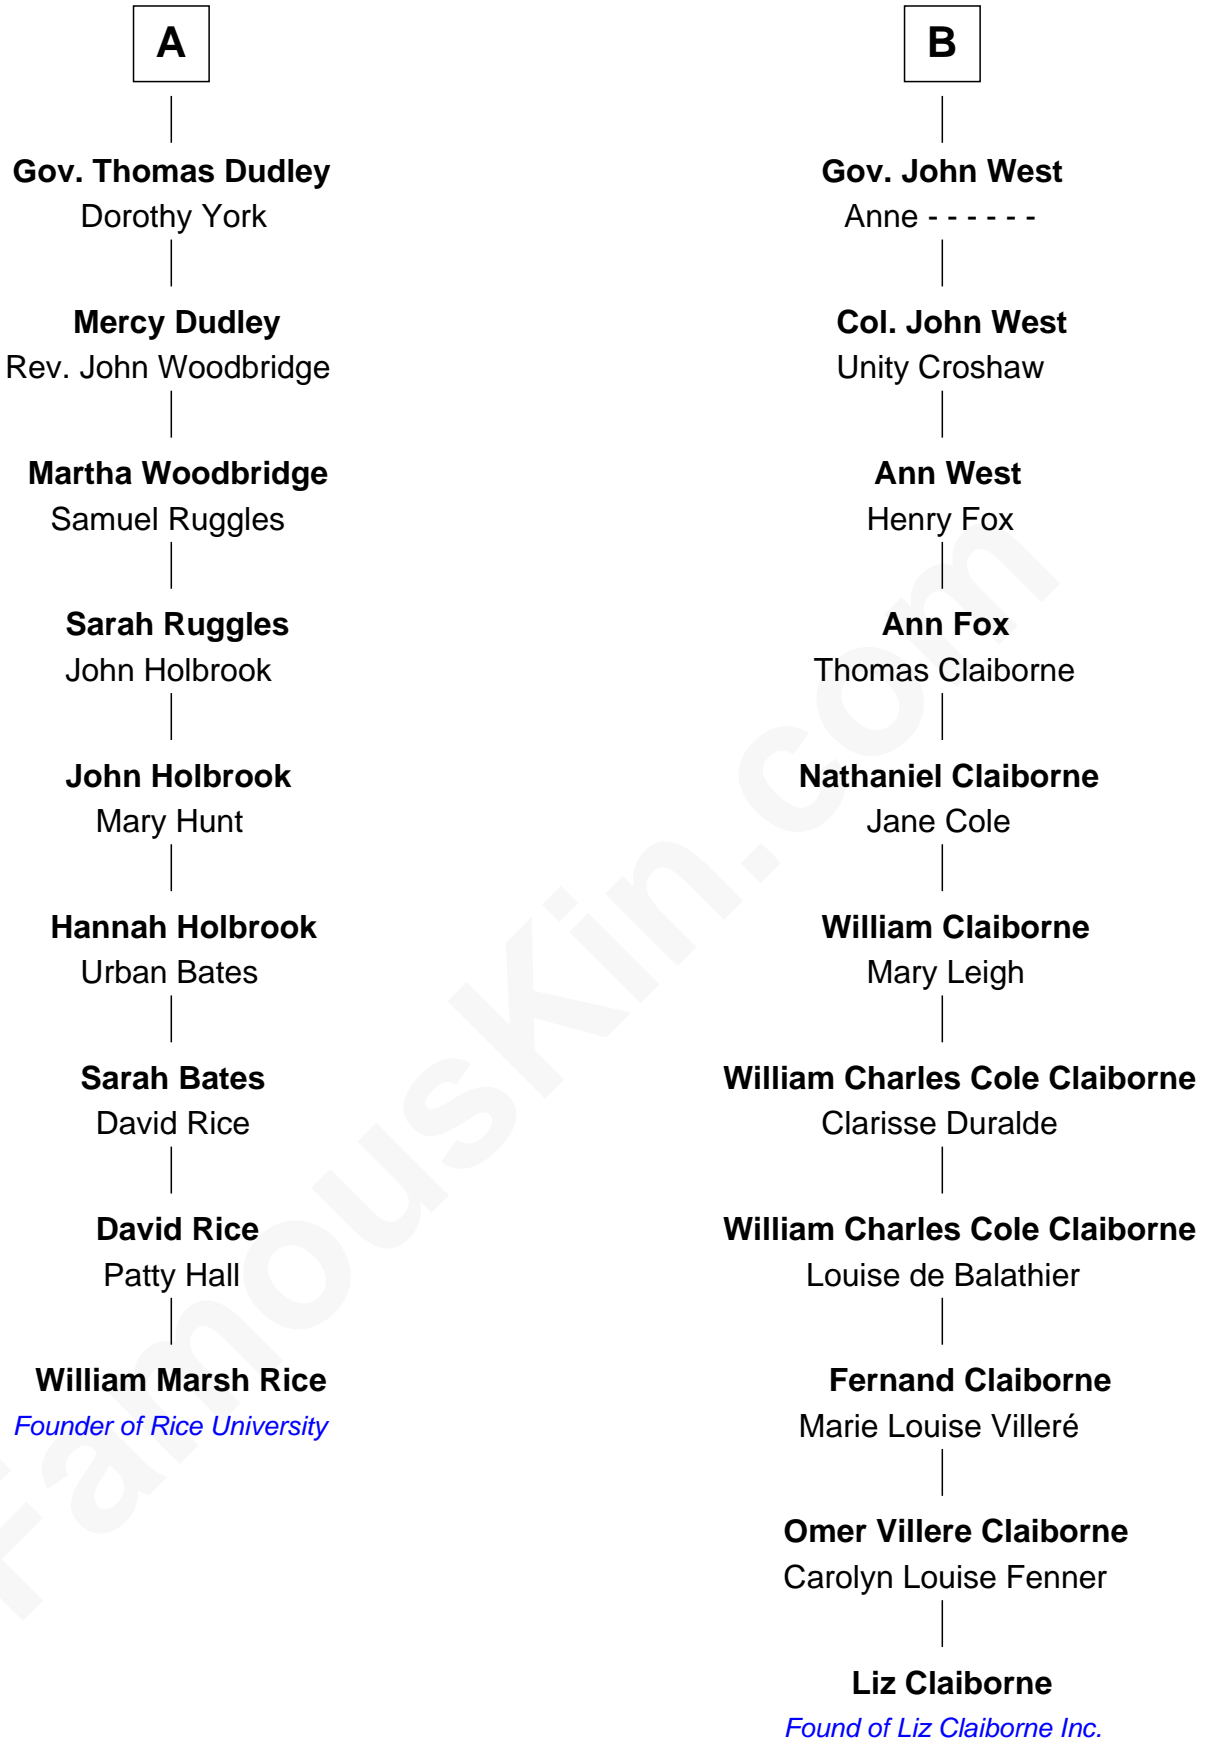 A
Gov. Thomas Dudley
Dorothy York
Mercy Dudley
Rev. John Woodbridge
Martha Woodbridge
Samuel Ruggles
Sarah Ruggles
John Holbrook
John Holbrook
Mary Hunt
Hannah Holbrook
Urban Bates
Sarah Bates
David Rice
David Rice
Patty Hall
William Marsh Rice
Founder of Rice University
B
Gov. John West
Anne - - - - - -
Col. John West
Unity Croshaw
Ann West
Henry Fox
Ann Fox
Thomas Claiborne
Nathaniel Claiborne
Jane Cole
William Claiborne
Mary Leigh
William Charles Cole Claiborne
Clarisse Duralde
William Charles Cole Claiborne
Louise de Balathier
Fernand Claiborne
Marie Louise Villeré
Omer Villere Claiborne
Carolyn Louise Fenner
Liz Claiborne
Found of Liz Claiborne Inc.
FamousKin.com